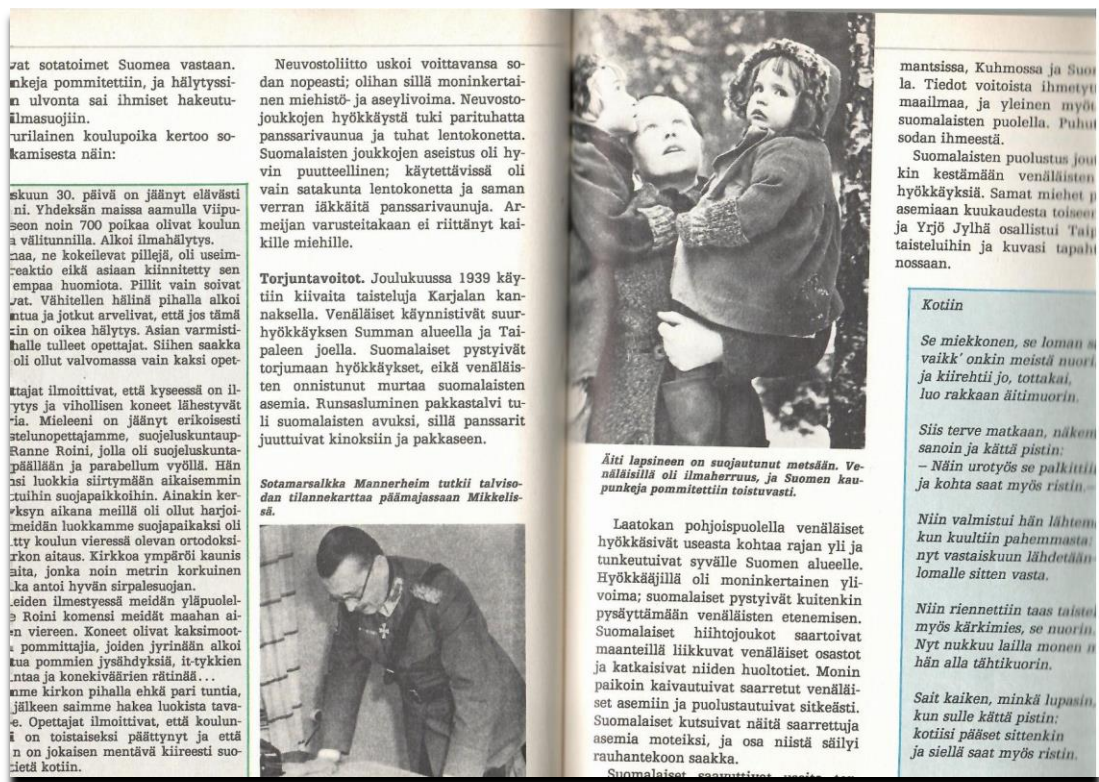 vat sotatoimet Suomea vastaan.
nkeja pommitettiin, ja hälytyssi-
n ulvonta sai ihmiset hakeutu-
ilmasuojiin.
urilainen koulupoika kertoo so-
kamisesta näin:
skuun 30. päivä on jäänyt elävästi
ni. Yhdeksän maissa aamulla Viipu-
seon noin 700 poikaa olivat koulun
a välitunnilla. Alkoi ilmahälytys.
naa, ne kokeilevat pillejä, oli useim-
reaktio eikä asiaan kiinnitetty sen
empaa huomiota. Pillit vain soivat
vat. Vähitellen hälinä pihalla alkoi
ntua ja jotkut arvelivat, että jos tämä
kin on oikea hälytys. Asian varmisti-
halle tulleet opettajat. Siihen saakka
oli ollut valvomassa vain kaksi opet-
ttajat ilmoittivat, että kyseessä on il-
ytys ja vihollisen koneet lähestyvät
ria. Mieleeni on jäänyt erikoisesti
stelunopettajamme, suojeluskuntaup-
Ranne Roini, jolla oli suojeluskunta-
päällään ja parabellum vyöllä. Hän
nsi luokkia siirtymään aikaisemmin
ttuihin suojapaikkoihin. Ainakin ker-
ksyn aikana meillä oli ollut harjoi-
meidän luokkamme suojapaikaksi oli
tty koulun vieressä olevan ortodoksi-
rkon aitaus. Kirkkoa ympäröi kaunis
aita, jonka noin metrin korkuinen
ka antoi hyvän sirpalesuojan.
eiden ilmestyessä meidän yläpuolel-
e Roini komensi meidät maahan ai-
n viereen. Koneet olivat kaksimoot-
pommittajia, joiden jyrinään alkoi
tua pommien jysähdyksiä, it-tykkien
ntaa ja konekiväärien rätinää...
mme kirkon pihalla ehkä pari tuntia,
jälkeen saimme hakea luokista tava-
e. Opettajat ilmoittivat, että koulun-
on toistaiseksi päättynyt ja että
n on jokaisen mentävä kiireesti suo-
tietä kotiin.
Neuvostoliitto uskoi voittavansa so-
dan nopeasti; olihan sillä moninkertai-
nen miehistö- ja aseylivoima. Neuvosto-
joukkojen hyökkäystä tuki parituhatta
panssarivaunua ja tuhat lentokonetta.
Suomalaisten joukkojen aseistus oli hy-
vin puutteellinen; käytettävissä oli
vain satakunta lentokonetta ja saman
verran iäkkäitä panssarivaunuja. Ar-
meijan varusteitakaan ei riittänyt kai-
kille miehille.
Torjuntavoitot. Joulukuussa 1939 käy-
tiin kiivaita taisteluja Karjalan kan-
naksella. Venäläiset käynnistivät suur-
hyökkäyksen Summan alueella ja Tai-
paleen joella. Suomalaiset pystyivät
torjumaan hyökkäykset, eikä venäläis-
ten onnistunut murtaa suomalaisten
asemia. Runsasluminen pakkastalvi tu-
li suomalaisten avuksi, sillä panssarit
juuttuivat kinoksiin ja pakkaseen.
Sotamarsalkka Mannerheim tutkii talviso-
dan tilannekarttaa päämajassaan Mikkelis-
sä.
Äiti lapsineen on suojautunut metsään. Ve-
näläisillä oli ilmaherruus, ja Suomen kau-
punkeja pommitettiin toistuvasti.
Laatokan pohjoispuolella venäläiset
hyökkäsivät useasta kohtaa rajan yli ja
tunkeutuivat syvälle Suomen alueelle.
Hyökkääjillä oli moninkertainen yli-
voima; suomalaiset pystyivät kuitenkin
pysäyttämään venäläisten etenemisen.
Suomalaiset hiihtojoukot saartoivat
maanteillä liikkuvat venäläiset osastot
ja katkaisivat niiden huoltotiet. Monin
paikoin kaivautuivat saarretut venäläi-
set asemiin ja puolustautuivat sitkeästi.
Suomalaiset kutsuivat näitä saarrettuja
asemia moteiksi, ja osa niistä säilyi
rauhantekoon saakka.
Suomalaiset saavuttivat useita
mantsissa, Kuhmossa ja Suom
la. Tiedot voitoista ihmetytt
maailmaa, ja yleinen myöt
suomalaisten puolella. Puhut
sodan ihmeestä.
Suomalaisten puolustus jout
kin kestämään venäläisten
hyökkäyksiä. Samat miehet p
asemiaan kuukaudesta toiseen
ja Yrjö Jylhä osallistui Taip
taisteluihin ja kuvasi tapaht
nossaan.
Kotiin
Se miekkonen, se loman s
vaikk' onkin meistä nuorin,
ja kiirehtii jo, tottakai,
luo rakkaan äitimuorin.
Siis terve matkaan, näkem
sanoin ja kättä pistin:
– Näin urotyös se palkittiin
ja kohta saat myös ristin.–
Niin valmistui hän lähtem
kun kuultiin pahemmasta:
nyt vastaiskuun lähdetään
lomalle sitten vasta.
Niin riennettiin taas taistel
myös kärkimies, se nuorin.
Nyt nukkuu lailla monen m
hän alla tähtikuorin.
Sait kaiken, minkä lupasin,
kun sulle kättä pistin:
kotiisi pääset sittenkin
ja siellä saat myös ristin.